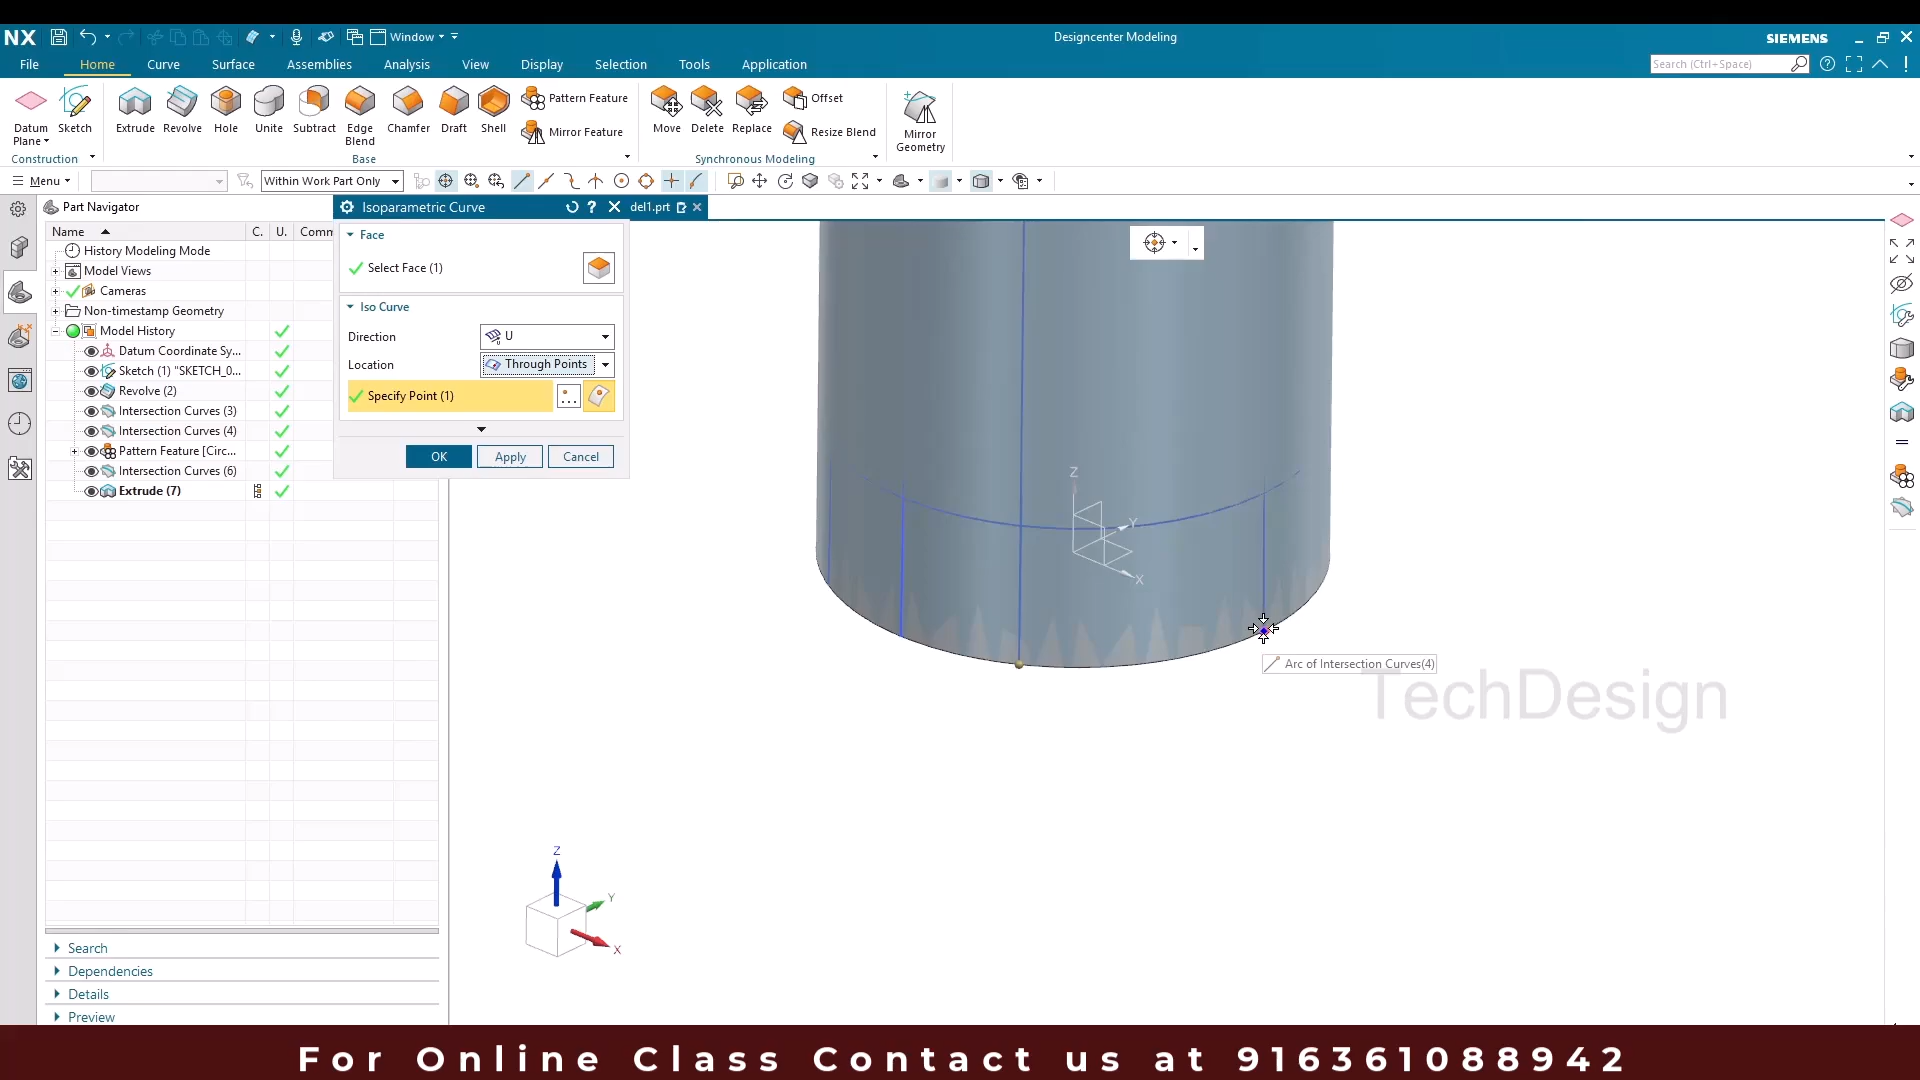 NX
Window
Designcenter Modeling
SIEMENS
File
Home
Curve
Surface
Assemblies
Analysis
View
Display
Selection
Tools
Application
Search (Ctrl+Space)
Datum Plane
Sketch
Extrude
Revolve
Hole
Unite
Subtract
Edge Blend
Chamfer
Draft
Shell
Pattern Feature
Mirror Feature
Move
Delete
Replace
Offset
Resize Blend
Mirror Geometry
Construction
Base
Synchronous Modeling
Menu
Within Work Part Only
Part Navigator
Isoparametric Curve
del1.prt
Name
C.
U.
Comm
History Modeling Mode
Model Views
Cameras
Non-timestamp Geometry
Model History
Datum Coordinate Sy...
Sketch (1) "SKETCH_0...
Revolve (2)
Intersection Curves (3)
Intersection Curves (4)
Pattern Feature [Circ...
Intersection Curves (6)
Extrude (7)
Face
Select Face (1)
Iso Curve
Direction
U
Location
Through Points
Specify Point (1)
OK
Apply
Cancel
Z
Y
X
Arc of Intersection Curves(4)
TechDesign
Z
Y
X
Search
Dependencies
Details
Preview
For Online Class Contact us at 916361088942